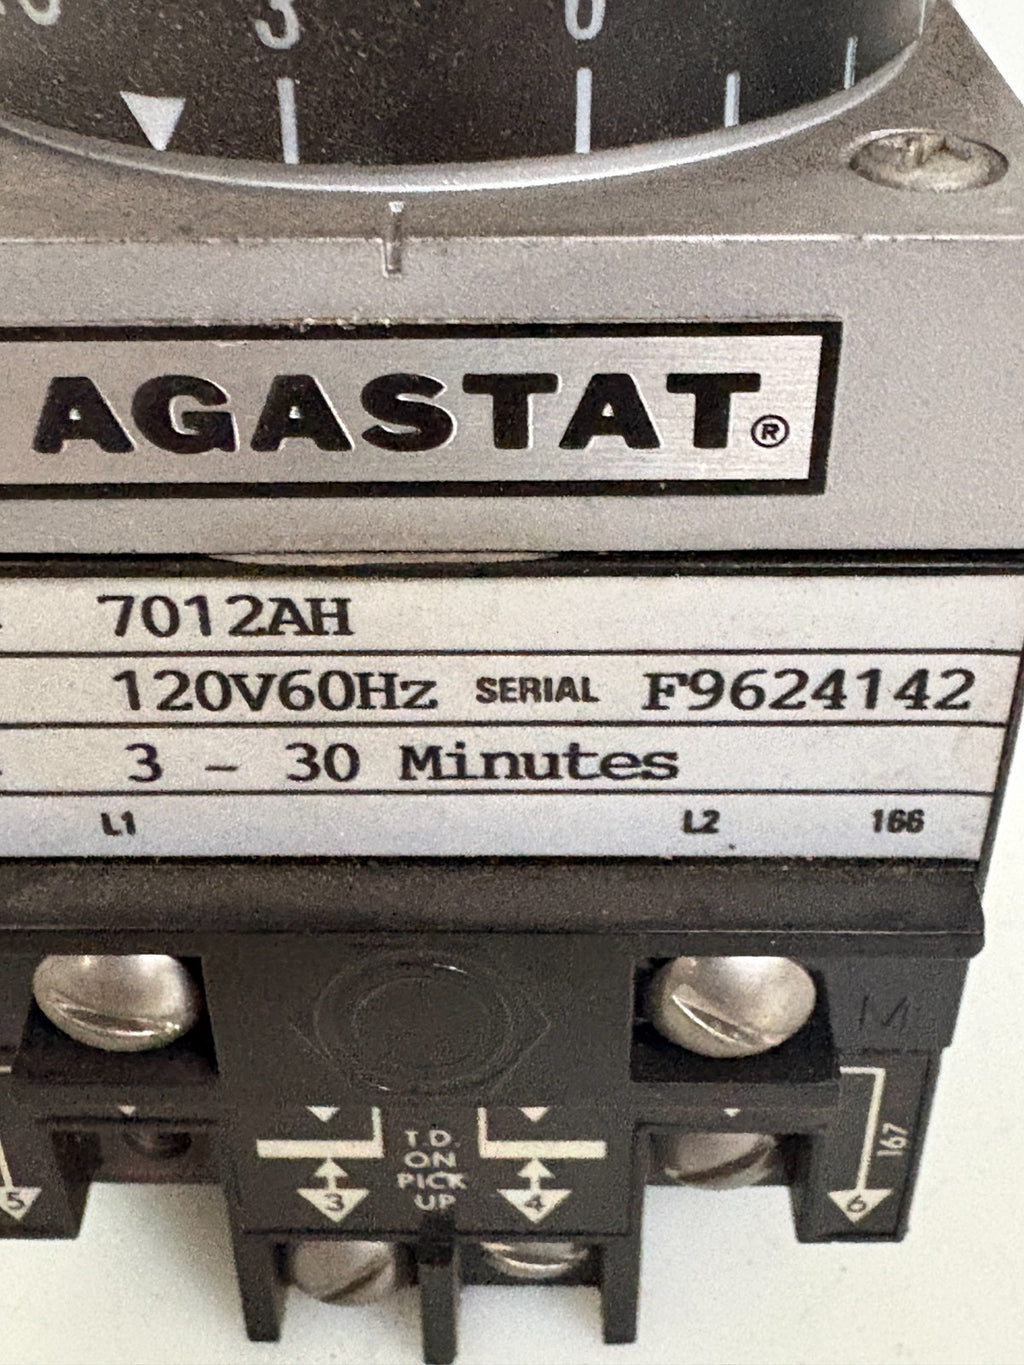 3 0
AGASTAT®
7012AH
120V60Hz SERIAL F9624142
3 - 30 Minutes
L1 L2 166
M
T.D.
ON
PICK
UP
167
5 3 4 6